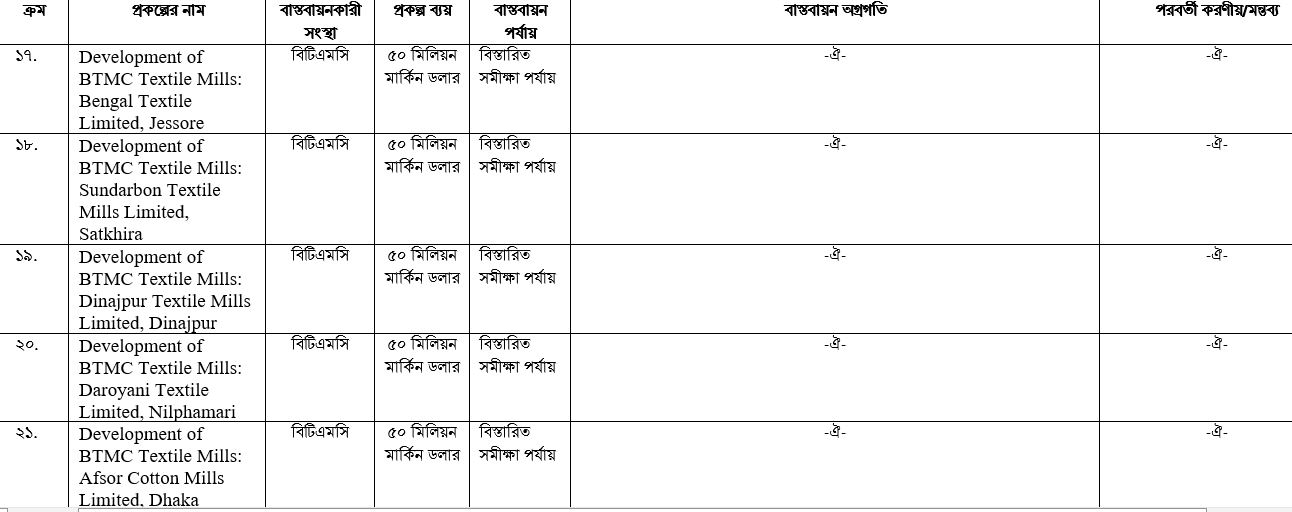 ক্রম প্রকল্পের নাম বাস্তবায়নকারী সংস্থা প্রকল্প ব্যয় বাস্তবায়ন পর্যায় বাস্তবায়ন অগ্রগতি পরবর্তী করণীয়/মন্তব্য
১৭. Development of বিটিএমসি ৫০ মিলিয়ন বিস্তারিত -ঐ- -ঐ-
BTMC Textile Mills: মার্কিন ডলার সমীক্ষা পর্যায়
Bengal Textile
Limited, Jessore
১৮. Development of বিটিএমসি ৫০ মিলিয়ন বিস্তারিত -ঐ- -ঐ-
BTMC Textile Mills: মার্কিন ডলার সমীক্ষা পর্যায়
Sundarbon Textile
Mills Limited,
Satkhira
১৯. Development of বিটিএমসি ৫০ মিলিয়ন বিস্তারিত -ঐ- -ঐ-
BTMC Textile Mills: মার্কিন ডলার সমীক্ষা পর্যায়
Dinajpur Textile Mills
Limited, Dinajpur
২০. Development of বিটিএমসি ৫০ মিলিয়ন বিস্তারিত -ঐ- -ঐ-
BTMC Textile Mills: মার্কিন ডলার সমীক্ষা পর্যায়
Daroyani Textile
Limited, Nilphamari
২১. Development of বিটিএমসি ৫০ মিলিয়ন বিস্তারিত -ঐ- -ঐ-
BTMC Textile Mills: মার্কিন ডলার সমীক্ষা পর্যায়
Afsor Cotton Mills
Limited, Dhaka